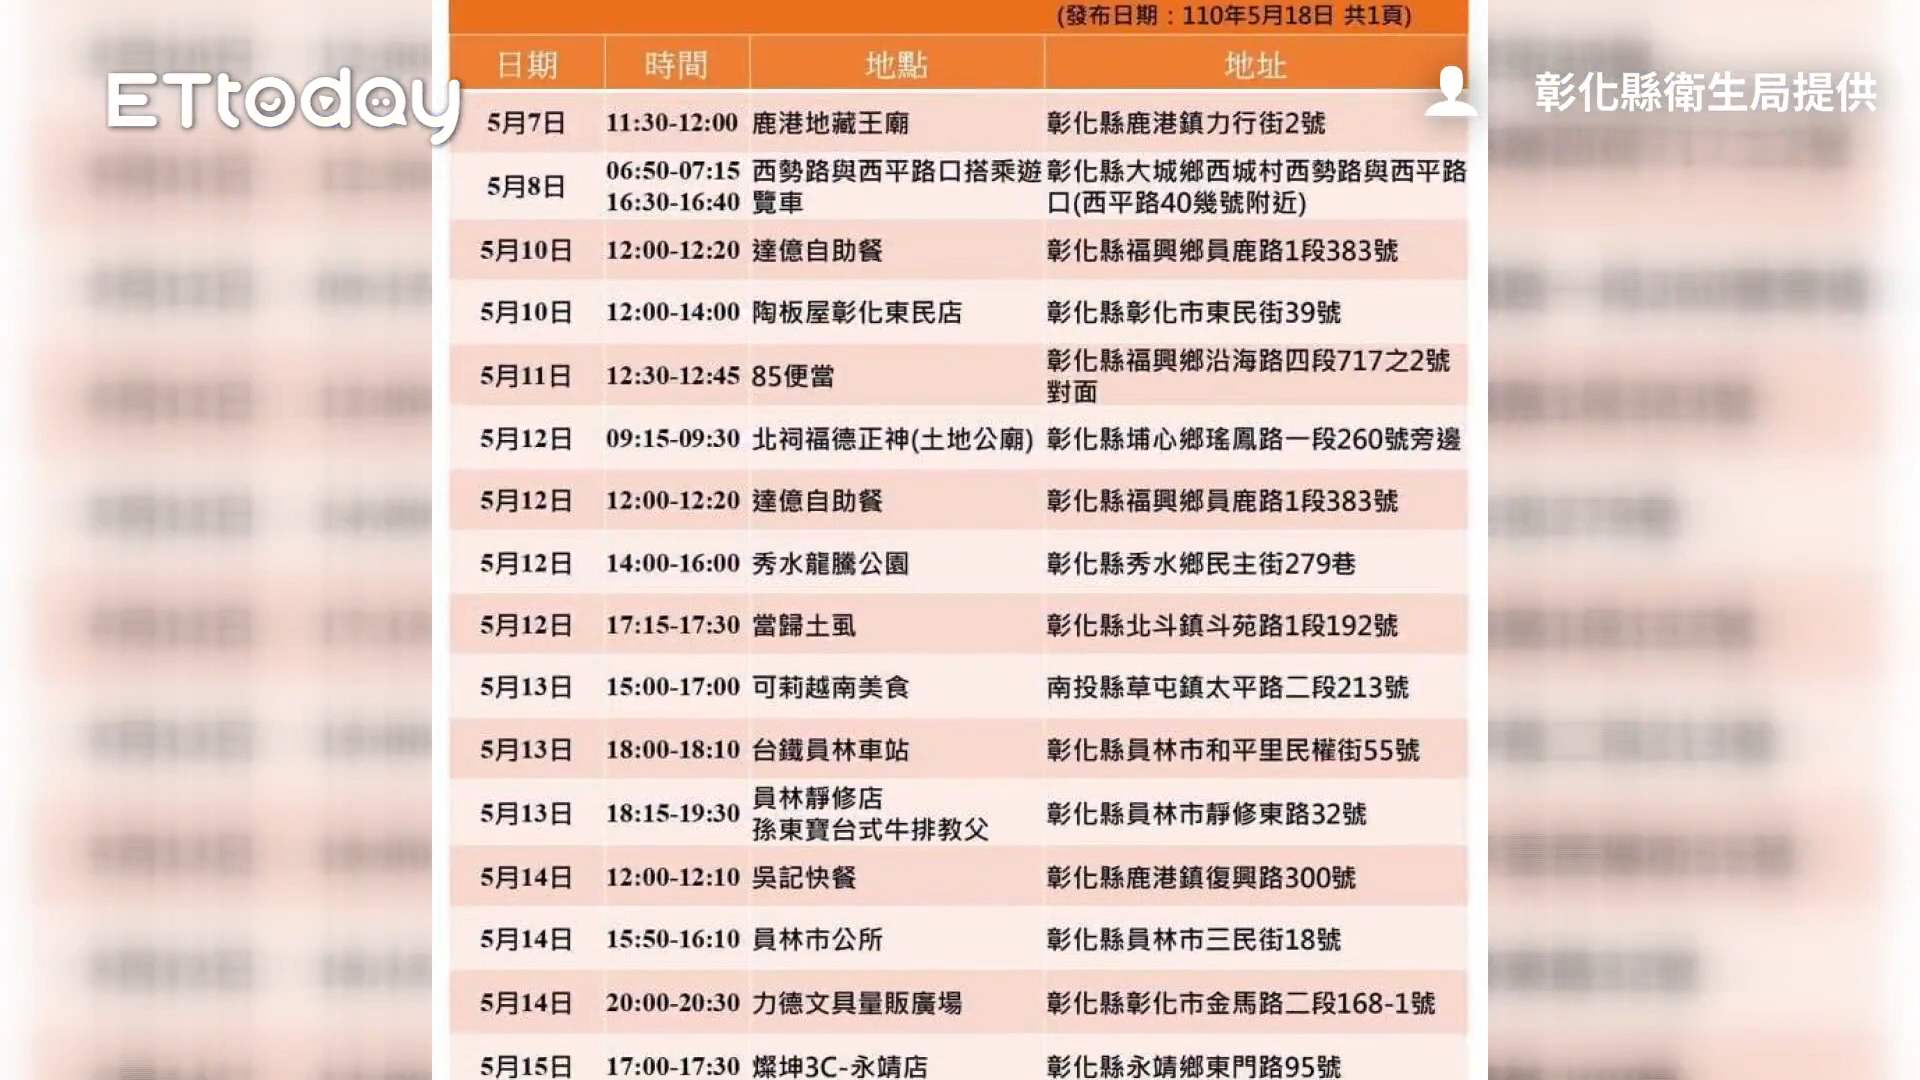 (發布日期：110年5月18日 共1頁)
ETtoday
彰化縣衛生局提供
日期 時間 地點 地址
5月7日 11:30-12:00 鹿港地藏王廟 彰化縣鹿港鎮力行街2號
5月8日 06:50-07:15 西勢路與西平路口搭乘遊 彰化縣大城鄉西城村西勢路與西平路
16:30-16:40 覽車 口(西平路40幾號附近)
5月10日 12:00-12:20 達億自助餐 彰化縣福興鄉員鹿路1段383號
5月10日 12:00-14:00 陶板屋彰化東民店 彰化縣彰化市東民街39號
5月11日 12:30-12:45 85便當 彰化縣福興鄉沿海路四段717之2號
對面
5月12日 09:15-09:30 北祠福德正神(土地公廟) 彰化縣埔心鄉瑤鳳路一段260號旁邊
5月12日 12:00-12:20 達億自助餐 彰化縣福興鄉員鹿路1段383號
5月12日 14:00-16:00 秀水龍騰公園 彰化縣秀水鄉民主街279巷
5月12日 17:15-17:30 當歸土虱 彰化縣北斗鎮斗苑路1段192號
5月13日 15:00-17:00 可莉越南美食 南投縣草屯鎮太平路二段213號
5月13日 18:00-18:10 台鐵員林車站 彰化縣員林市和平里民權街55號
5月13日 18:15-19:30 員林靜修店 彰化縣員林市靜修東路32號
孫東寶台式牛排教父
5月14日 12:00-12:10 吳記快餐 彰化縣鹿港鎮復興路300號
5月14日 15:50-16:10 員林市公所 彰化縣員林市三民街18號
5月14日 20:00-20:30 力德文具量販廣場 彰化縣彰化市金馬路二段168-1號
5月15日 17:00-17:30 燦坤3C-永靖店 彰化縣永靖鄉東門路95號